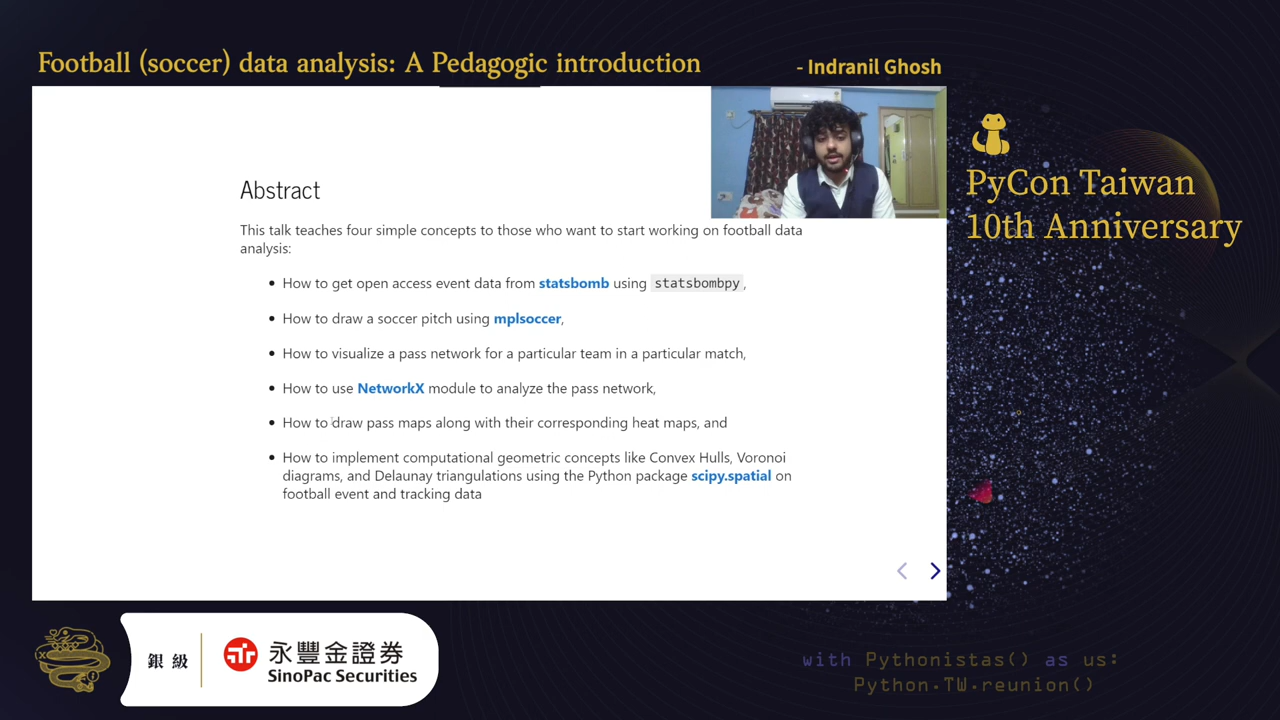 Football (soccer) data analysis: A Pedagogic introduction
- Indranil Ghosh
PyCon Taiwan
10th Anniversary
Abstract
This talk teaches four simple concepts to those who want to start working on football data
analysis:
• How to get open access event data from statsbomb using statsbombpy,
• How to draw a soccer pitch using mplsoccer,
• How to visualize a pass network for a particular team in a particular match,
• How to use NetworkX module to analyze the pass network,
• How to draw pass maps along with their corresponding heat maps, and
• How to implement computational geometric concepts like Convex Hulls, Voronoi
diagrams, and Delaunay triangulations using the Python package scipy.spatial on
football event and tracking data
銀級
永豐金證券
SinoPac Securities
with Pythonistas() as us:
Python.TW.reunion()